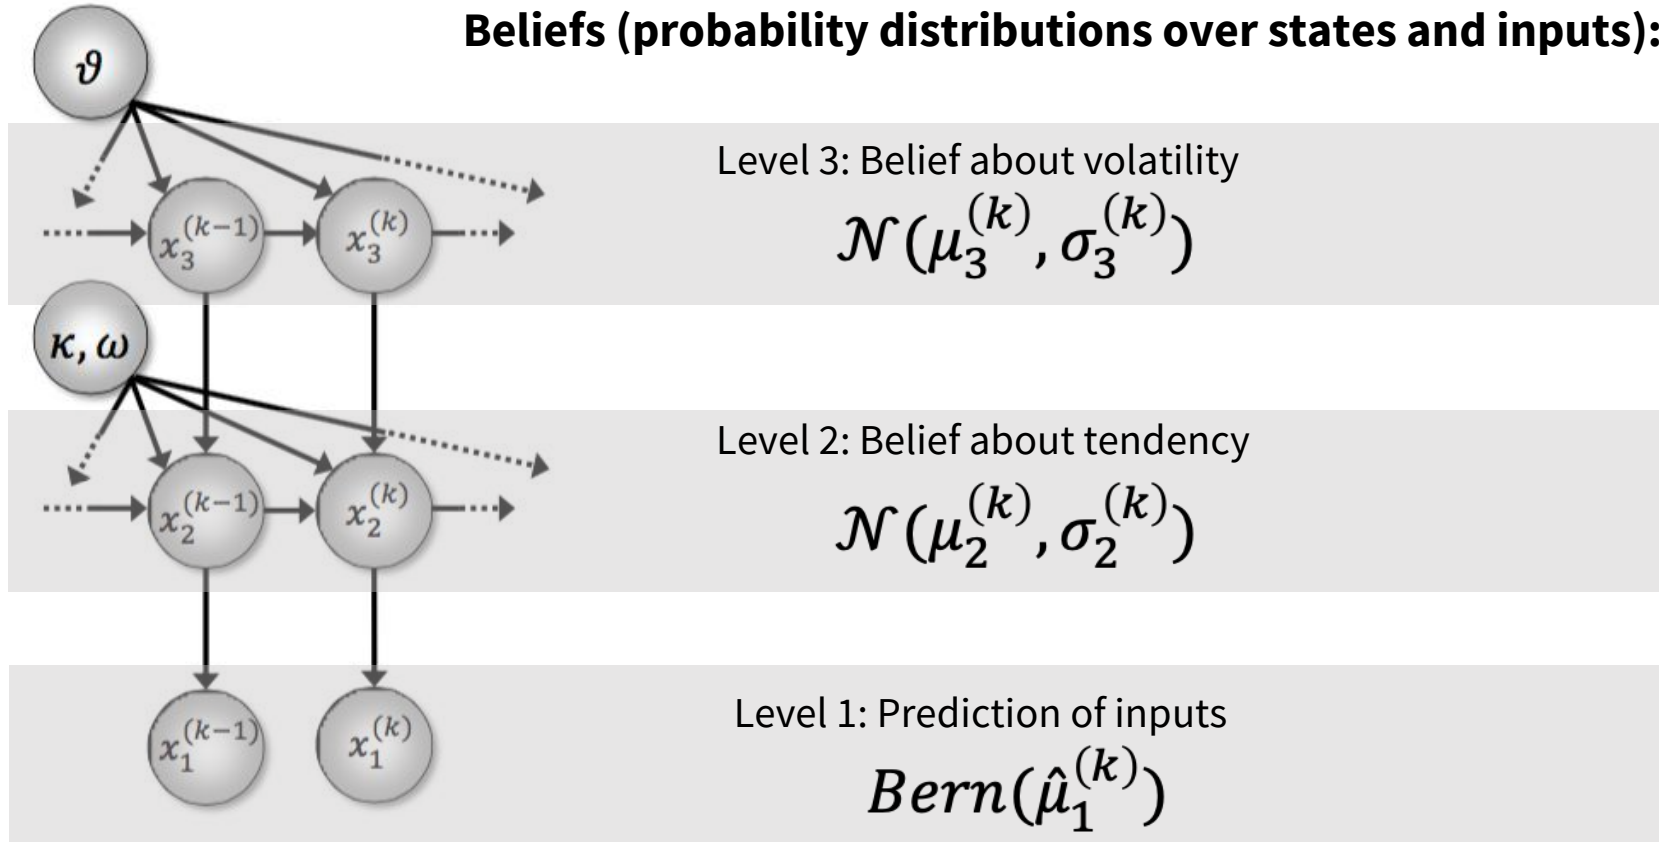 Beliefs (probability distributions over states and inputs):
ϑ
Level 3: Belief about volatility
x₃^(k−1) x₃^(k)
𝒩(μ₃^(k), σ₃^(k))
κ, ω
Level 2: Belief about tendency
x₂^(k−1) x₂^(k)
𝒩(μ₂^(k), σ₂^(k))
Level 1: Prediction of inputs
x₁^(k−1) x₁^(k)
Bern(μ̂₁^(k))